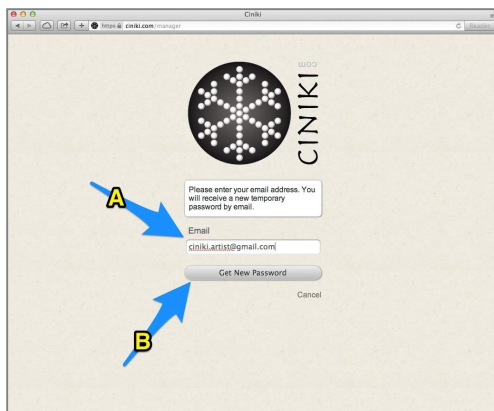 Ciniki
https ciniki.com/manager
Reader
.com
CINIKI
Please enter your email address. You
will receive a new temporary
password by email.
A
Email
ciniki.artist@gmail.com
Get New Password
Cancel
B